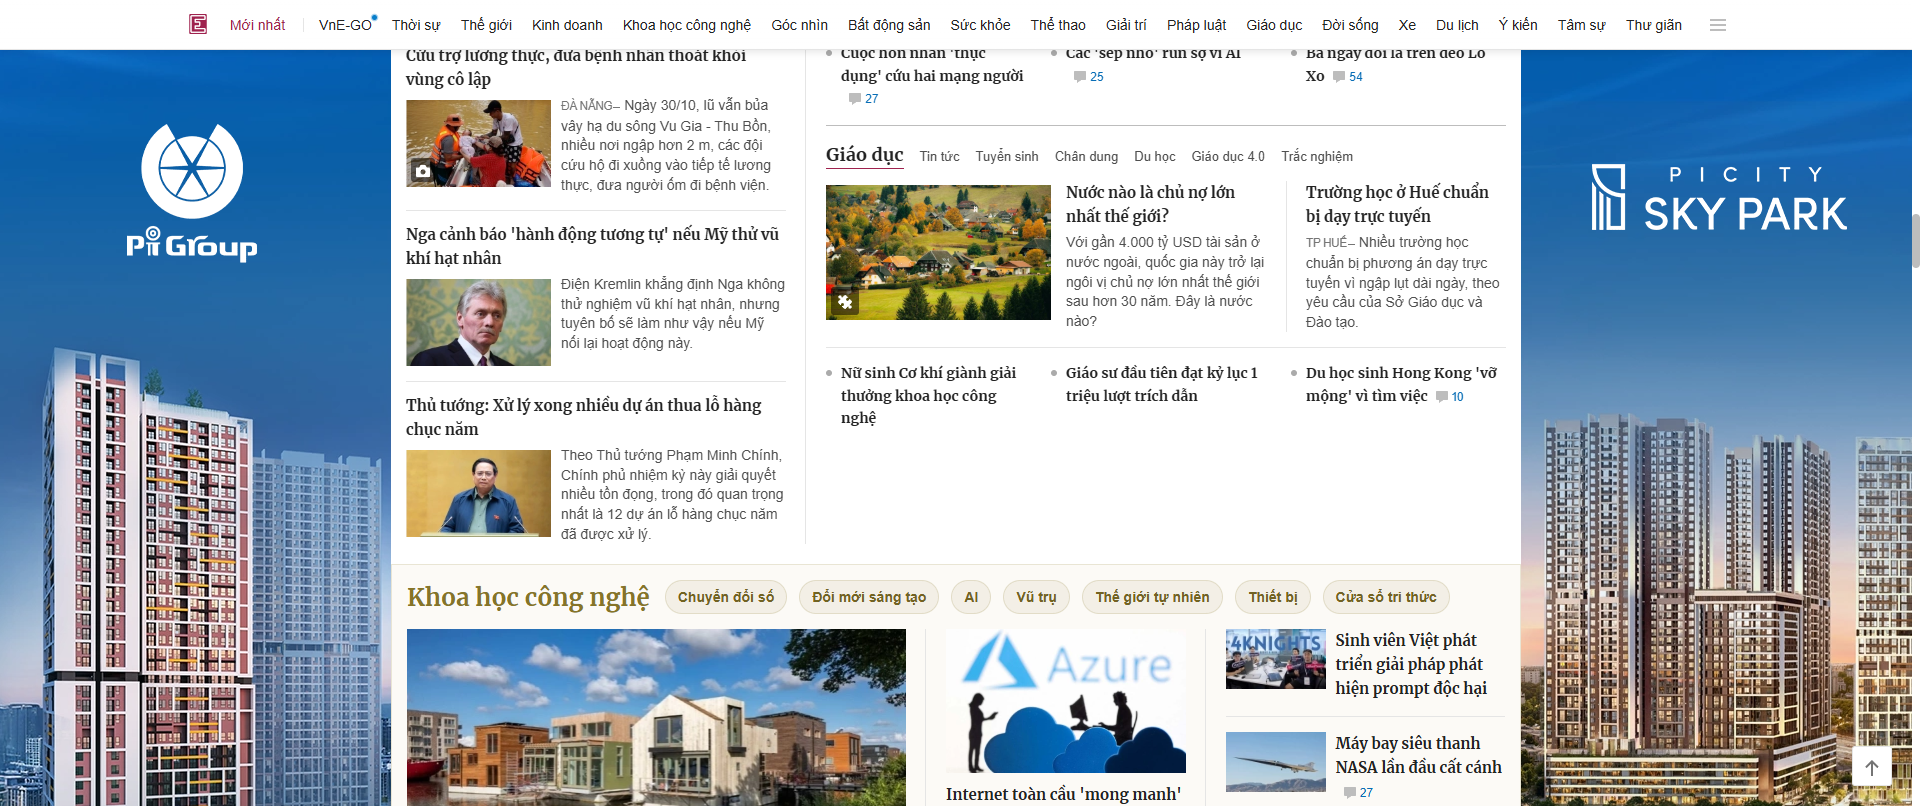 Mới nhất
VnE-GO
Thời sự
Thế giới
Kinh doanh
Khoa học công nghệ
Góc nhìn
Bất động sản
Sức khỏe
Thể thao
Giải trí
Pháp luật
Giáo dục
Đời sống
Xe
Du lịch
Ý kiến
Tâm sự
Thư giãn
Pi Group
Cứu trợ lương thực, đưa bệnh nhân thoát khỏi
vùng cô lập
ĐÀ NẴNG– Ngày 30/10, lũ vẫn bủa
vây hạ du sông Vu Gia - Thu Bồn,
nhiều nơi ngập hơn 2 m, các đội
cứu hộ đi xuồng vào tiếp tế lương
thực, đưa người ốm đi bệnh viện.
Nga cảnh báo 'hành động tương tự' nếu Mỹ thử vũ
khí hạt nhân
Điện Kremlin khẳng định Nga không
thử nghiệm vũ khí hạt nhân, nhưng
tuyên bố sẽ làm như vậy nếu Mỹ
nối lại hoạt động này.
Thủ tướng: Xử lý xong nhiều dự án thua lỗ hàng
chục năm
Theo Thủ tướng Phạm Minh Chính,
Chính phủ nhiệm kỳ này giải quyết
nhiều tồn đọng, trong đó quan trọng
nhất là 12 dự án lỗ hàng chục năm
đã được xử lý.
Cuộc hôn nhân 'thực
dụng' cứu hai mạng người
27
Các 'sếp nhỏ' run sợ vì AI
25
Ba ngày đói lả trên đèo Lò
Xo 54
Giáo dục
Tin tức
Tuyển sinh
Chân dung
Du học
Giáo dục 4.0
Trắc nghiệm
Nước nào là chủ nợ lớn
nhất thế giới?
Với gần 4.000 tỷ USD tài sản ở
nước ngoài, quốc gia này trở lại
ngôi vị chủ nợ lớn nhất thế giới
sau hơn 30 năm. Đây là nước
nào?
Trường học ở Huế chuẩn
bị dạy trực tuyến
TP HUẾ– Nhiều trường học
chuẩn bị phương án dạy trực
tuyến vì ngập lụt dài ngày, theo
yêu cầu của Sở Giáo dục và
Đào tạo.
Nữ sinh Cơ khí giành giải
thưởng khoa học công
nghệ
Giáo sư đầu tiên đạt kỷ lục 1
triệu lượt trích dẫn
Du học sinh Hong Kong 'vỡ
mộng' vì tìm việc 10
PICITY
SKY PARK
Khoa học công nghệ
Chuyển đổi số
Đổi mới sáng tạo
AI
Vũ trụ
Thế giới tự nhiên
Thiết bị
Cửa sổ tri thức
Azure
Internet toàn cầu 'mong manh'
4KNIGHTS
Sinh viên Việt phát
triển giải pháp phát
hiện prompt độc hại
Máy bay siêu thanh
NASA lần đầu cất cánh
27